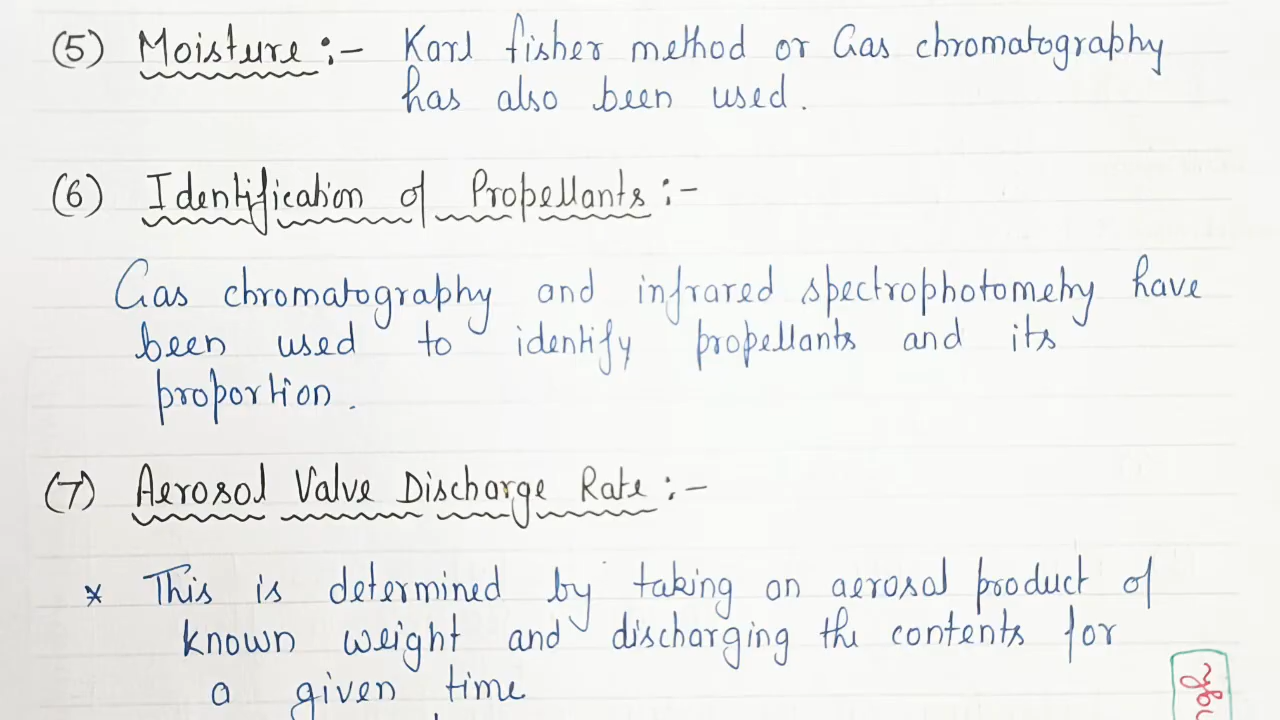 (5) Moisture :- Karl fisher method or Gas chromatography
has also been used.
(6) Identification of Propellants :-
Gas chromatography and infrared spectrophotometry have
been used to identify propellants and its
proportion.
(7) Aerosol Valve Discharge Rate :-
* This is determined by taking an aerosol product of
known weight and discharging the contents for
a given time